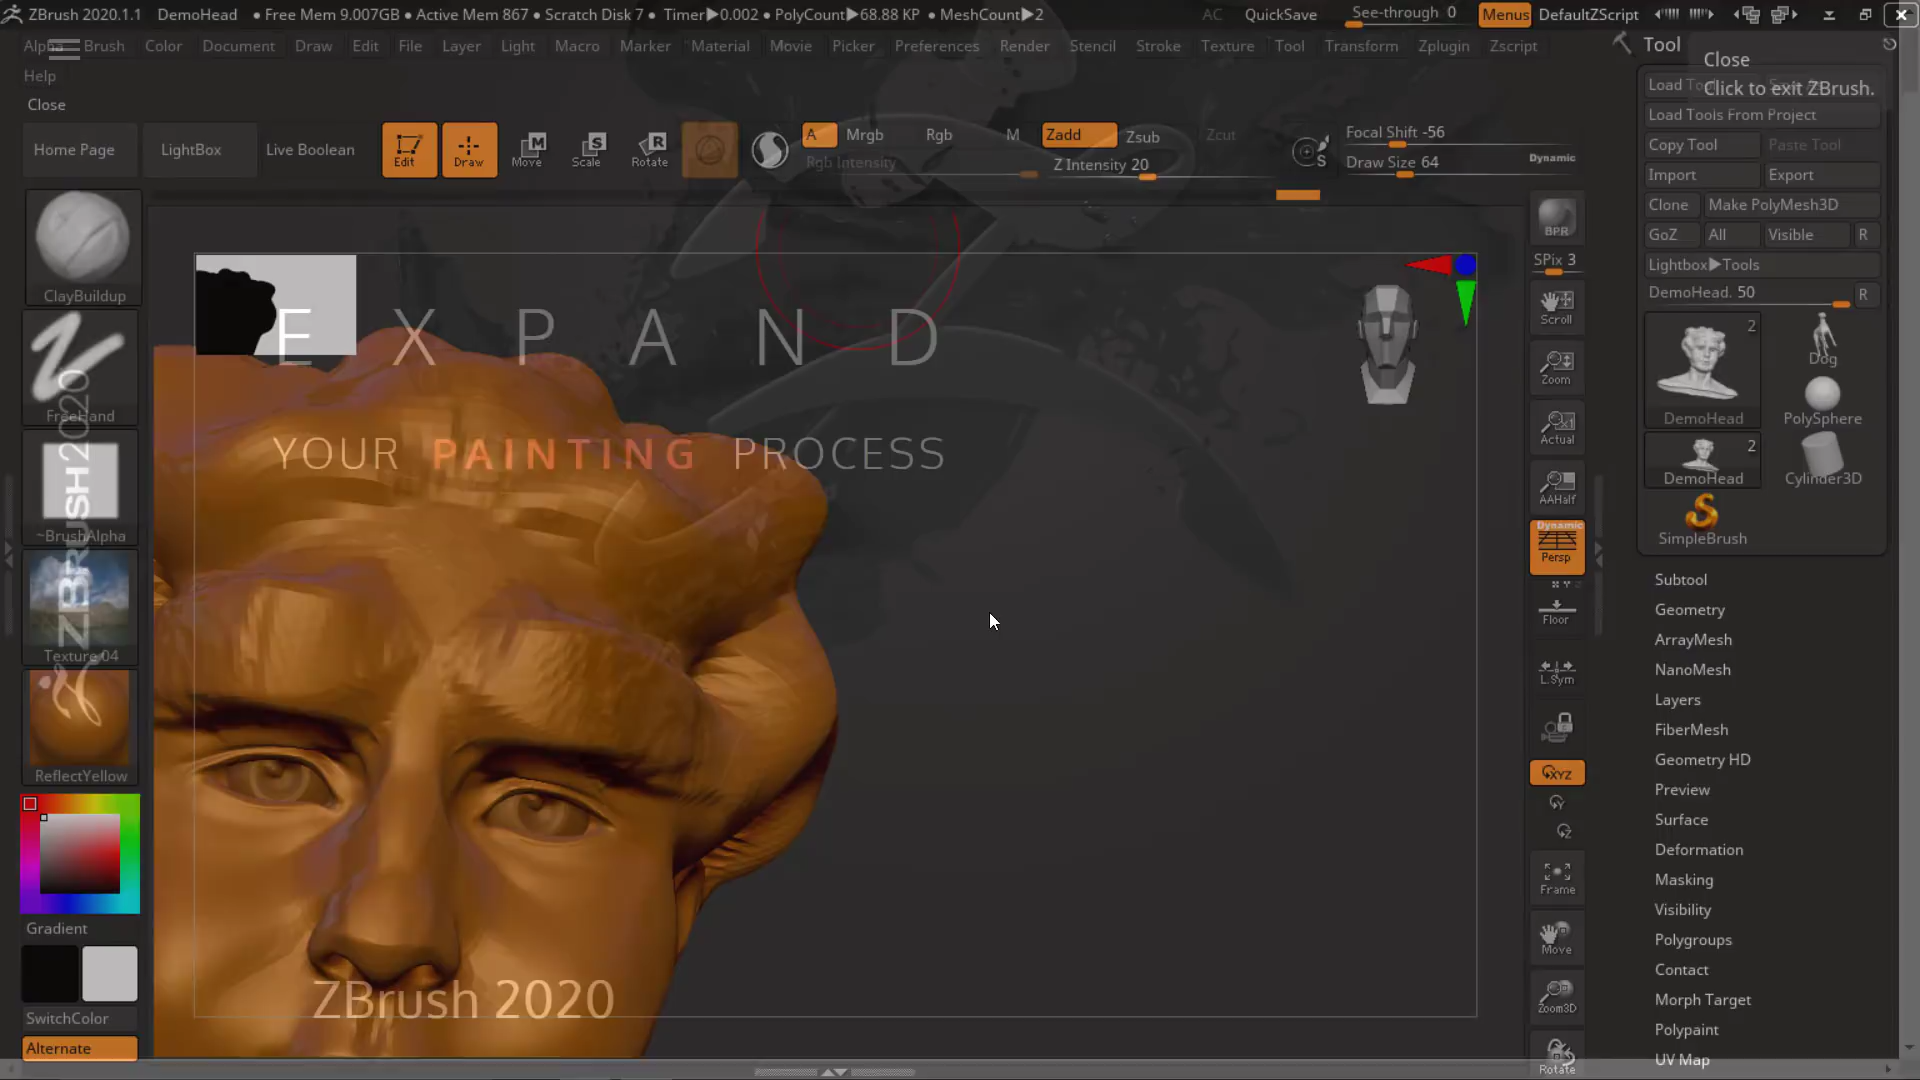 ZBrush 2020.1.1 DemoHead • Free Mem 9.007GB • Active Mem 867 • Scratch Disk 7 • Timer▶0.002 • PolyCount▶68.88 KP • MeshCount▶2 AC QuickSave See-through 0 Menus DefaultZScript
Alpha Brush Color Document Draw Edit File Layer Light Macro Marker Material Movie Picker Preferences Render Stencil Stroke Texture Tool Transform Zplugin Zscript
Help
Close
Home Page LightBox Live Boolean Edit Draw Move Scale Rotate A Mrgb Rgb M Zadd Zsub Zcut Focal Shift -56
Rgb Intensity Z Intensity 20 S Draw Size 64 Dynamic
ClayBuildup
FreeHand
~BrushAlpha
Texture 04
ReflectYellow
Gradient
SwitchColor
Alternate
ZBRUSH2020
EXPAND
YOUR PAINTING PROCESS
ZBrush 2020
BPR
SPix 3
Scroll
Zoom
Actual
AAHalf
Dynamic
Persp
Floor
L.Sym
XYZ
Y
Z
Frame
Move
Zoom3D
Rotate
Tool
Close
Click to exit ZBrush.
Load Tool
Load Tools From Project
Copy Tool Paste Tool
Import Export
Clone Make PolyMesh3D
GoZ All Visible R
Lightbox▶Tools
DemoHead. 50 R
2
DemoHead Dog
PolySphere
2
DemoHead Cylinder3D
SimpleBrush
Subtool
Geometry
ArrayMesh
NanoMesh
Layers
FiberMesh
Geometry HD
Preview
Surface
Deformation
Masking
Visibility
Polygroups
Contact
Morph Target
Polypaint
UV Map